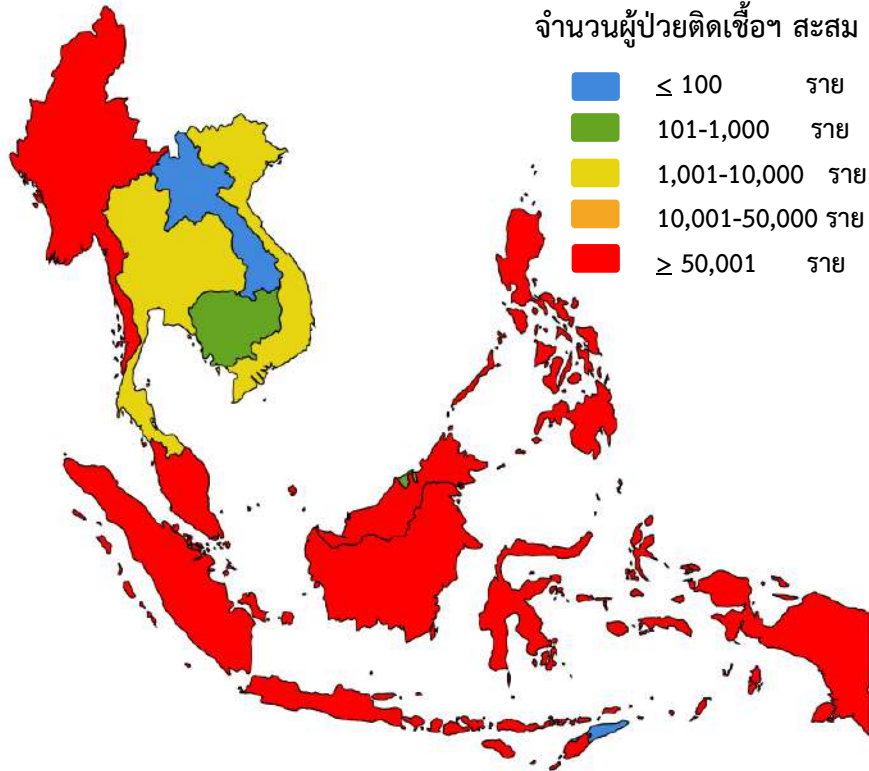 จำนวนผู้ป่วยติดเชื้อฯ สะสม
≤ 100 ราย
101-1,000 ราย
1,001-10,000 ราย
10,001-50,000 ราย
≥ 50,001 ราย